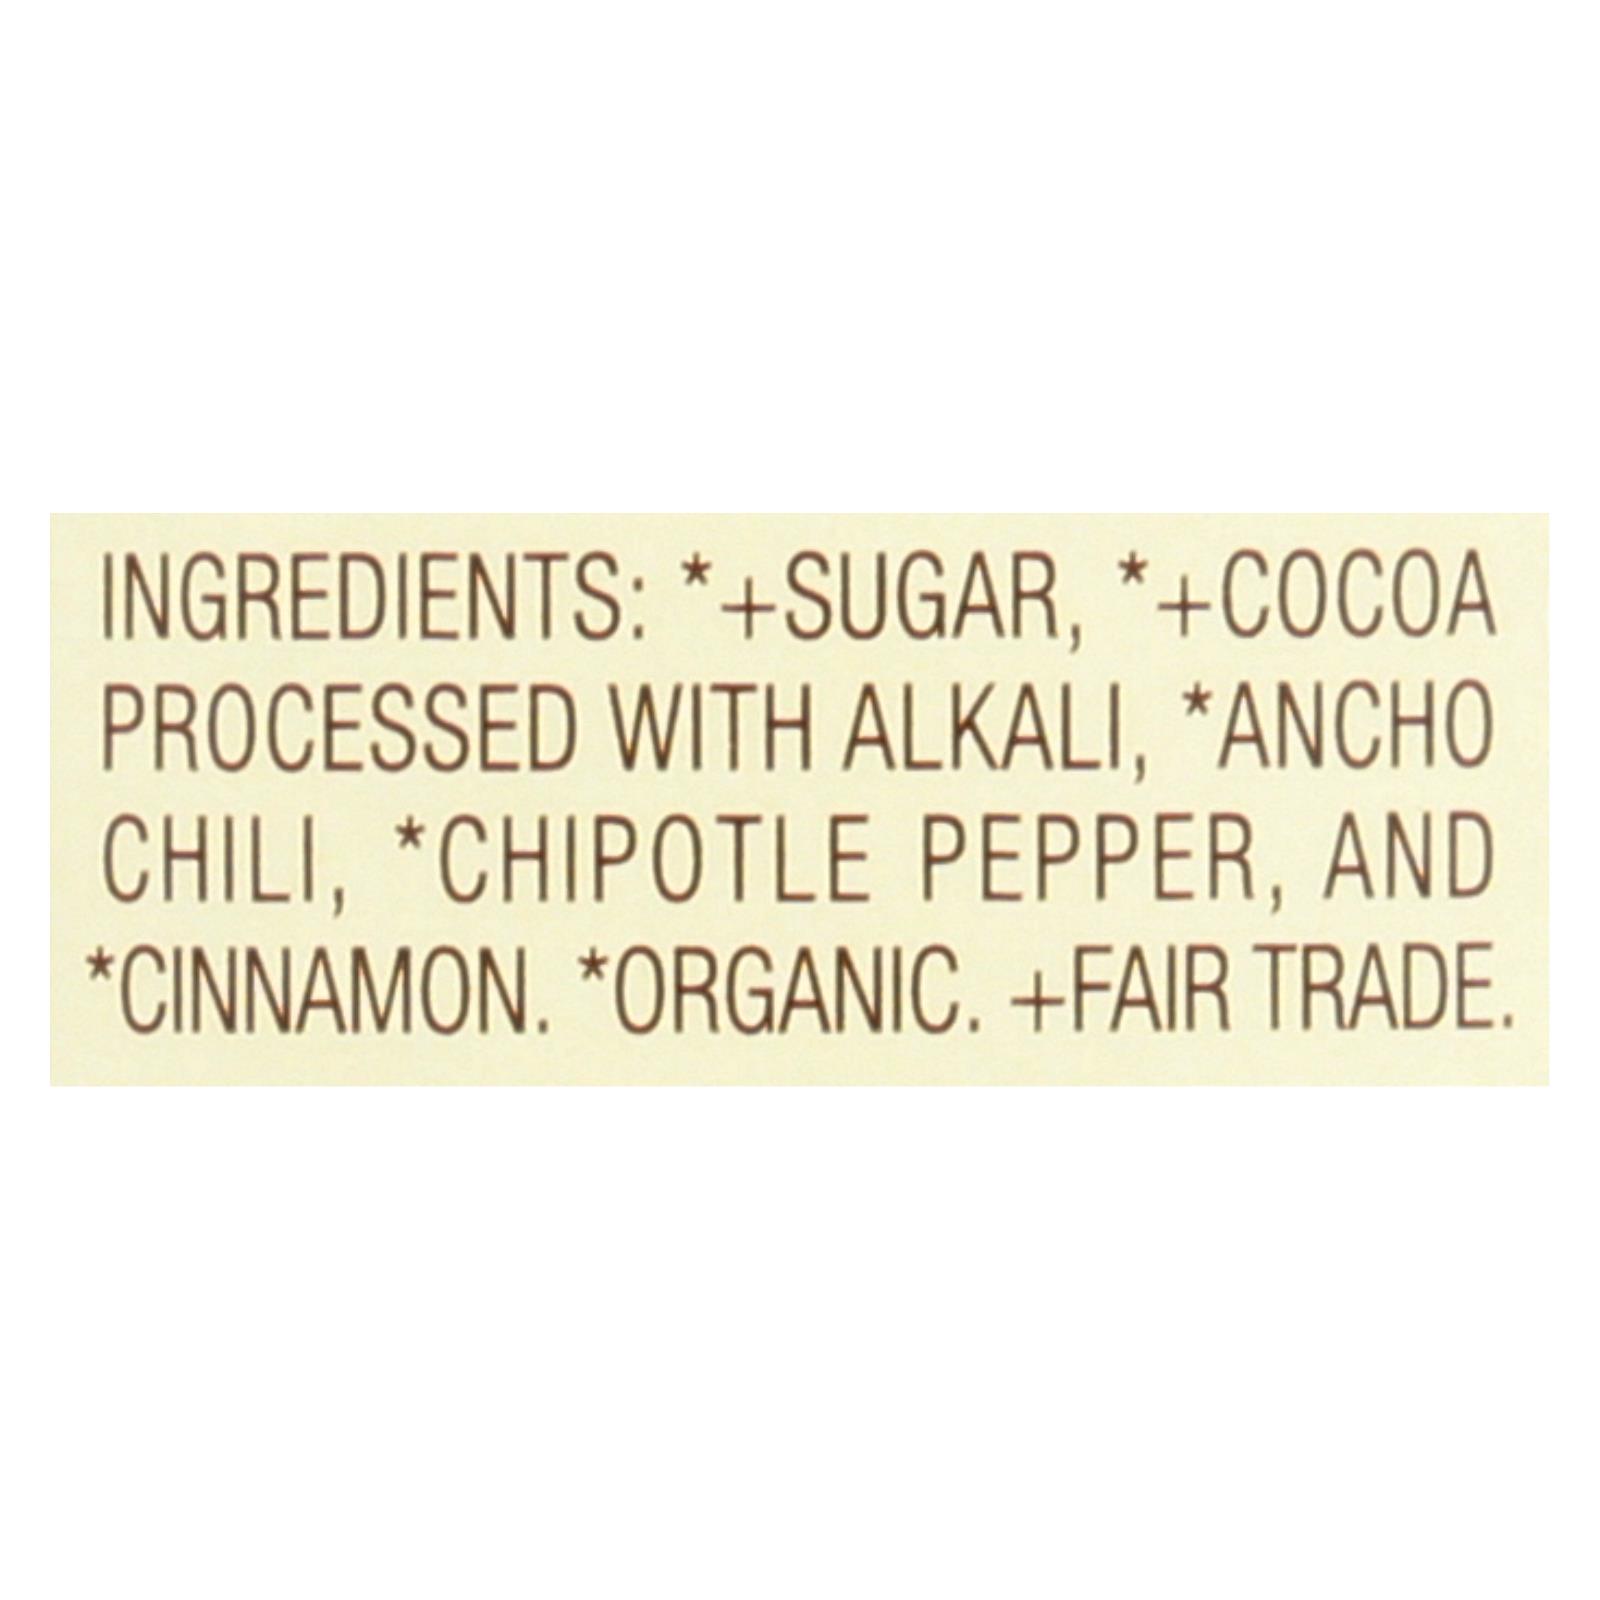 INGREDIENTS: *+SUGAR, *+COCOA
PROCESSED WITH ALKALI, *ANCHO
CHILI, *CHIPOTLE PEPPER, AND
*CINNAMON. *ORGANIC. +FAIR TRADE.